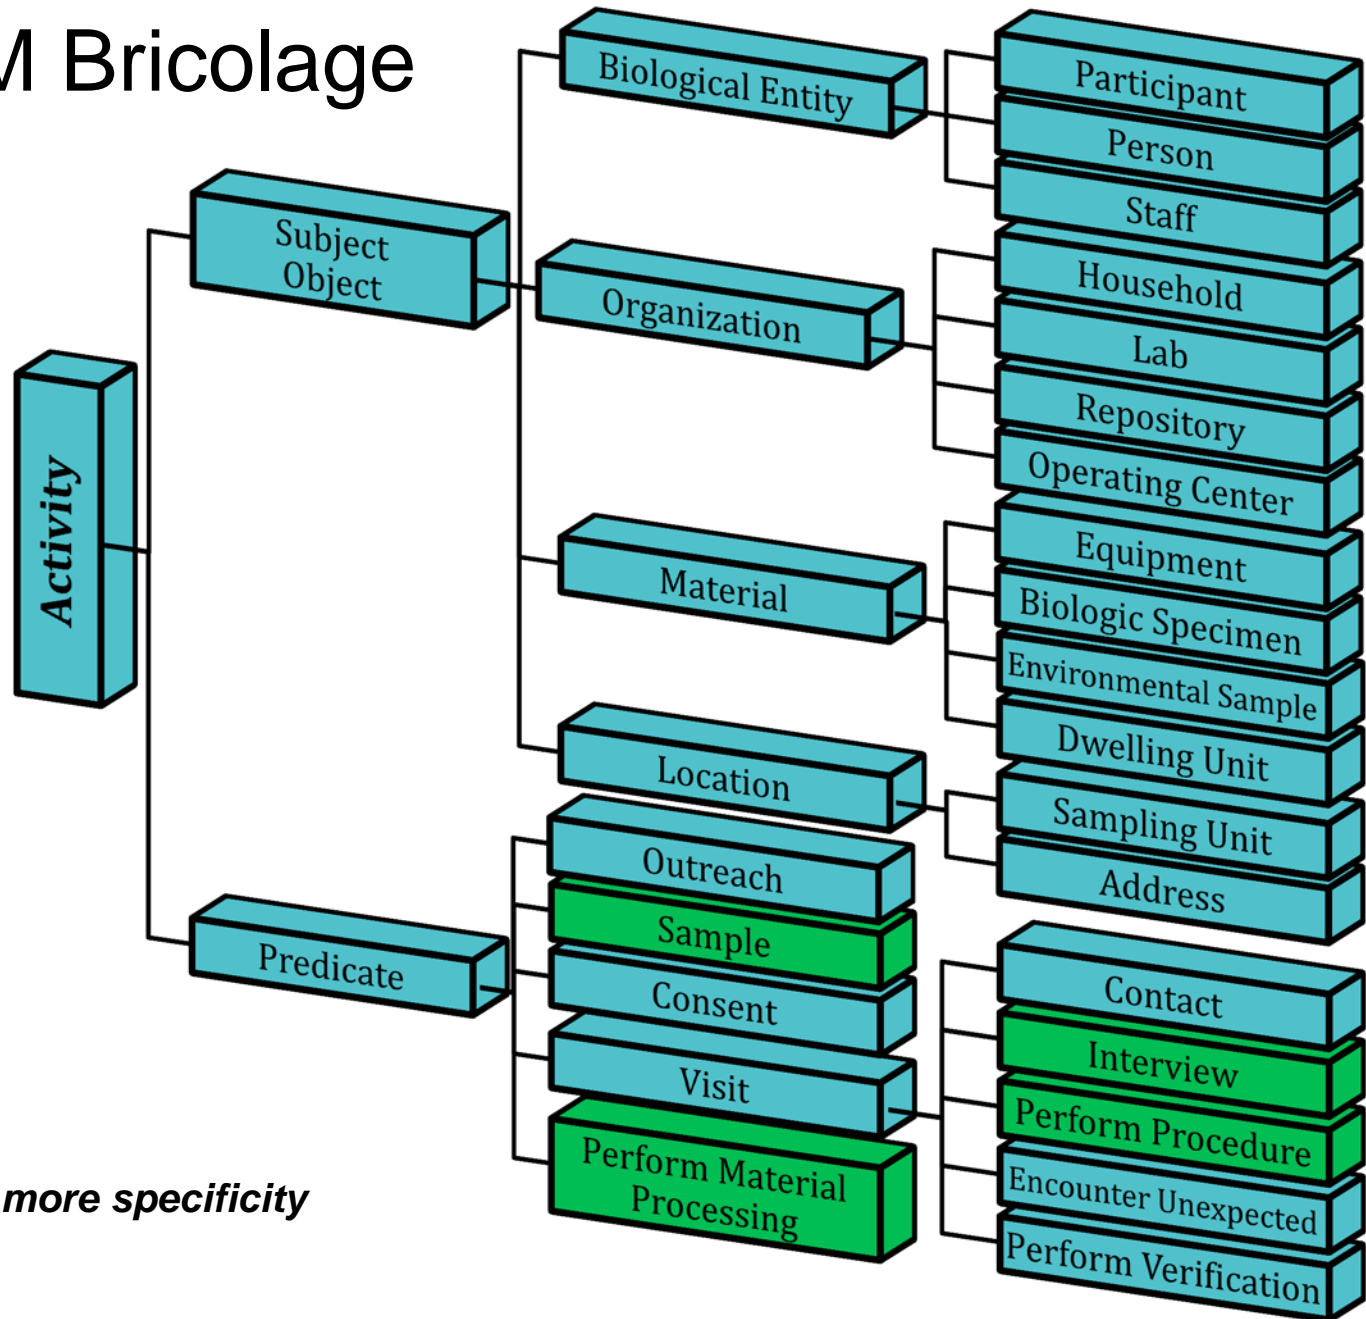 M Bricolage
Activity
Subject
Object
Biological Entity
Participant
Person
Staff
Organization
Household
Lab
Repository
Operating Center
Material
Equipment
Biologic Specimen
Environmental Sample
Dwelling Unit
Location
Sampling Unit
Address
Predicate
Outreach
Sample
Consent
Visit
Contact
Interview
Perform Procedure
Encounter Unexpected
Perform Verification
Perform Material
Processing
more specificity